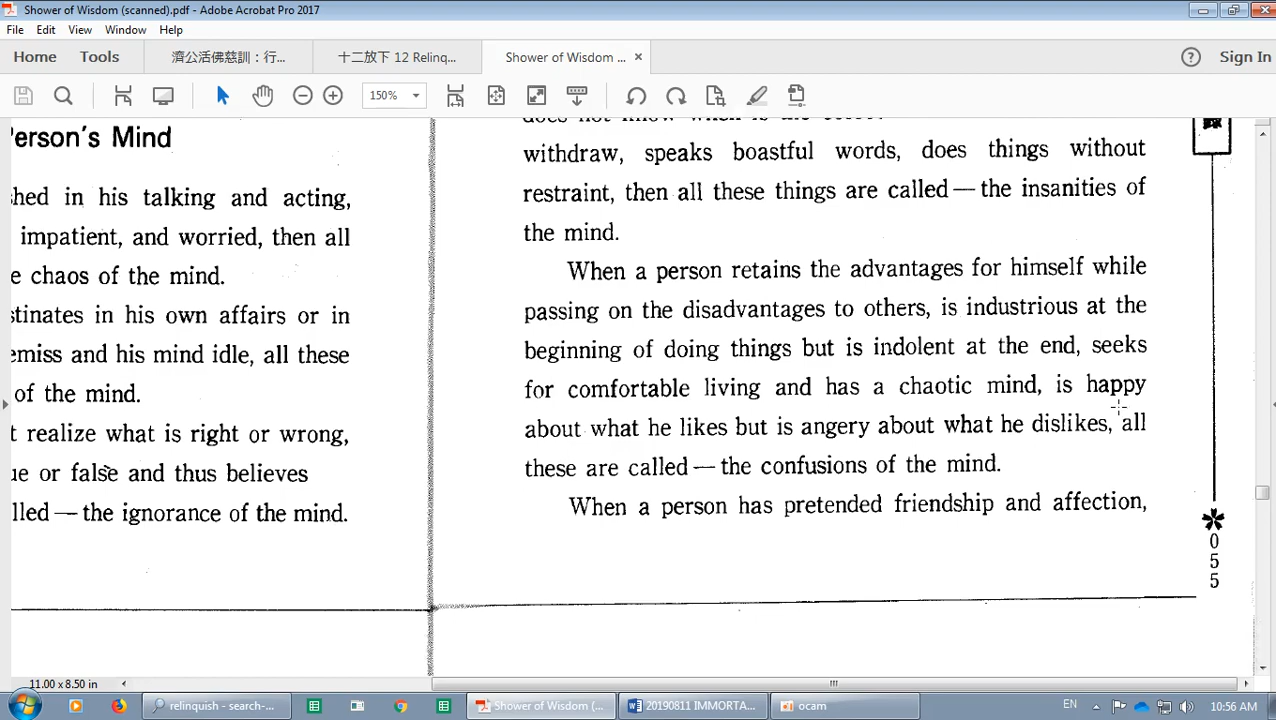 Shower of Wisdom (scanned).pdf - Adobe Acrobat Pro 2017
File Edit View Window Help
Home Tools 濟公活佛慈訓：行... 十二放下 12 Relinq... Shower of Wisdom ... × ? Sign In
150%
Person's Mind
shed in his talking and acting,
impatient, and worried, then all
e chaos of the mind.
stinates in his own affairs or in
emiss and his mind idle, all these
of the mind.
t realize what is right or wrong,
ue or false and thus believes
lled — the ignorance of the mind.
withdraw, speaks boastful words, does things without
restraint, then all these things are called — the insanities of
the mind.
When a person retains the advantages for himself while
passing on the disadvantages to others, is industrious at the
beginning of doing things but is indolent at the end, seeks
for comfortable living and has a chaotic mind, is happy
about what he likes but is angery about what he dislikes, all
these are called — the confusions of the mind.
When a person has pretended friendship and affection,
055
11.00 x 8.50 in
relinquish - search-... Shower of Wisdom (... 20190811 IMMORTA... ocam EN 10:56 AM